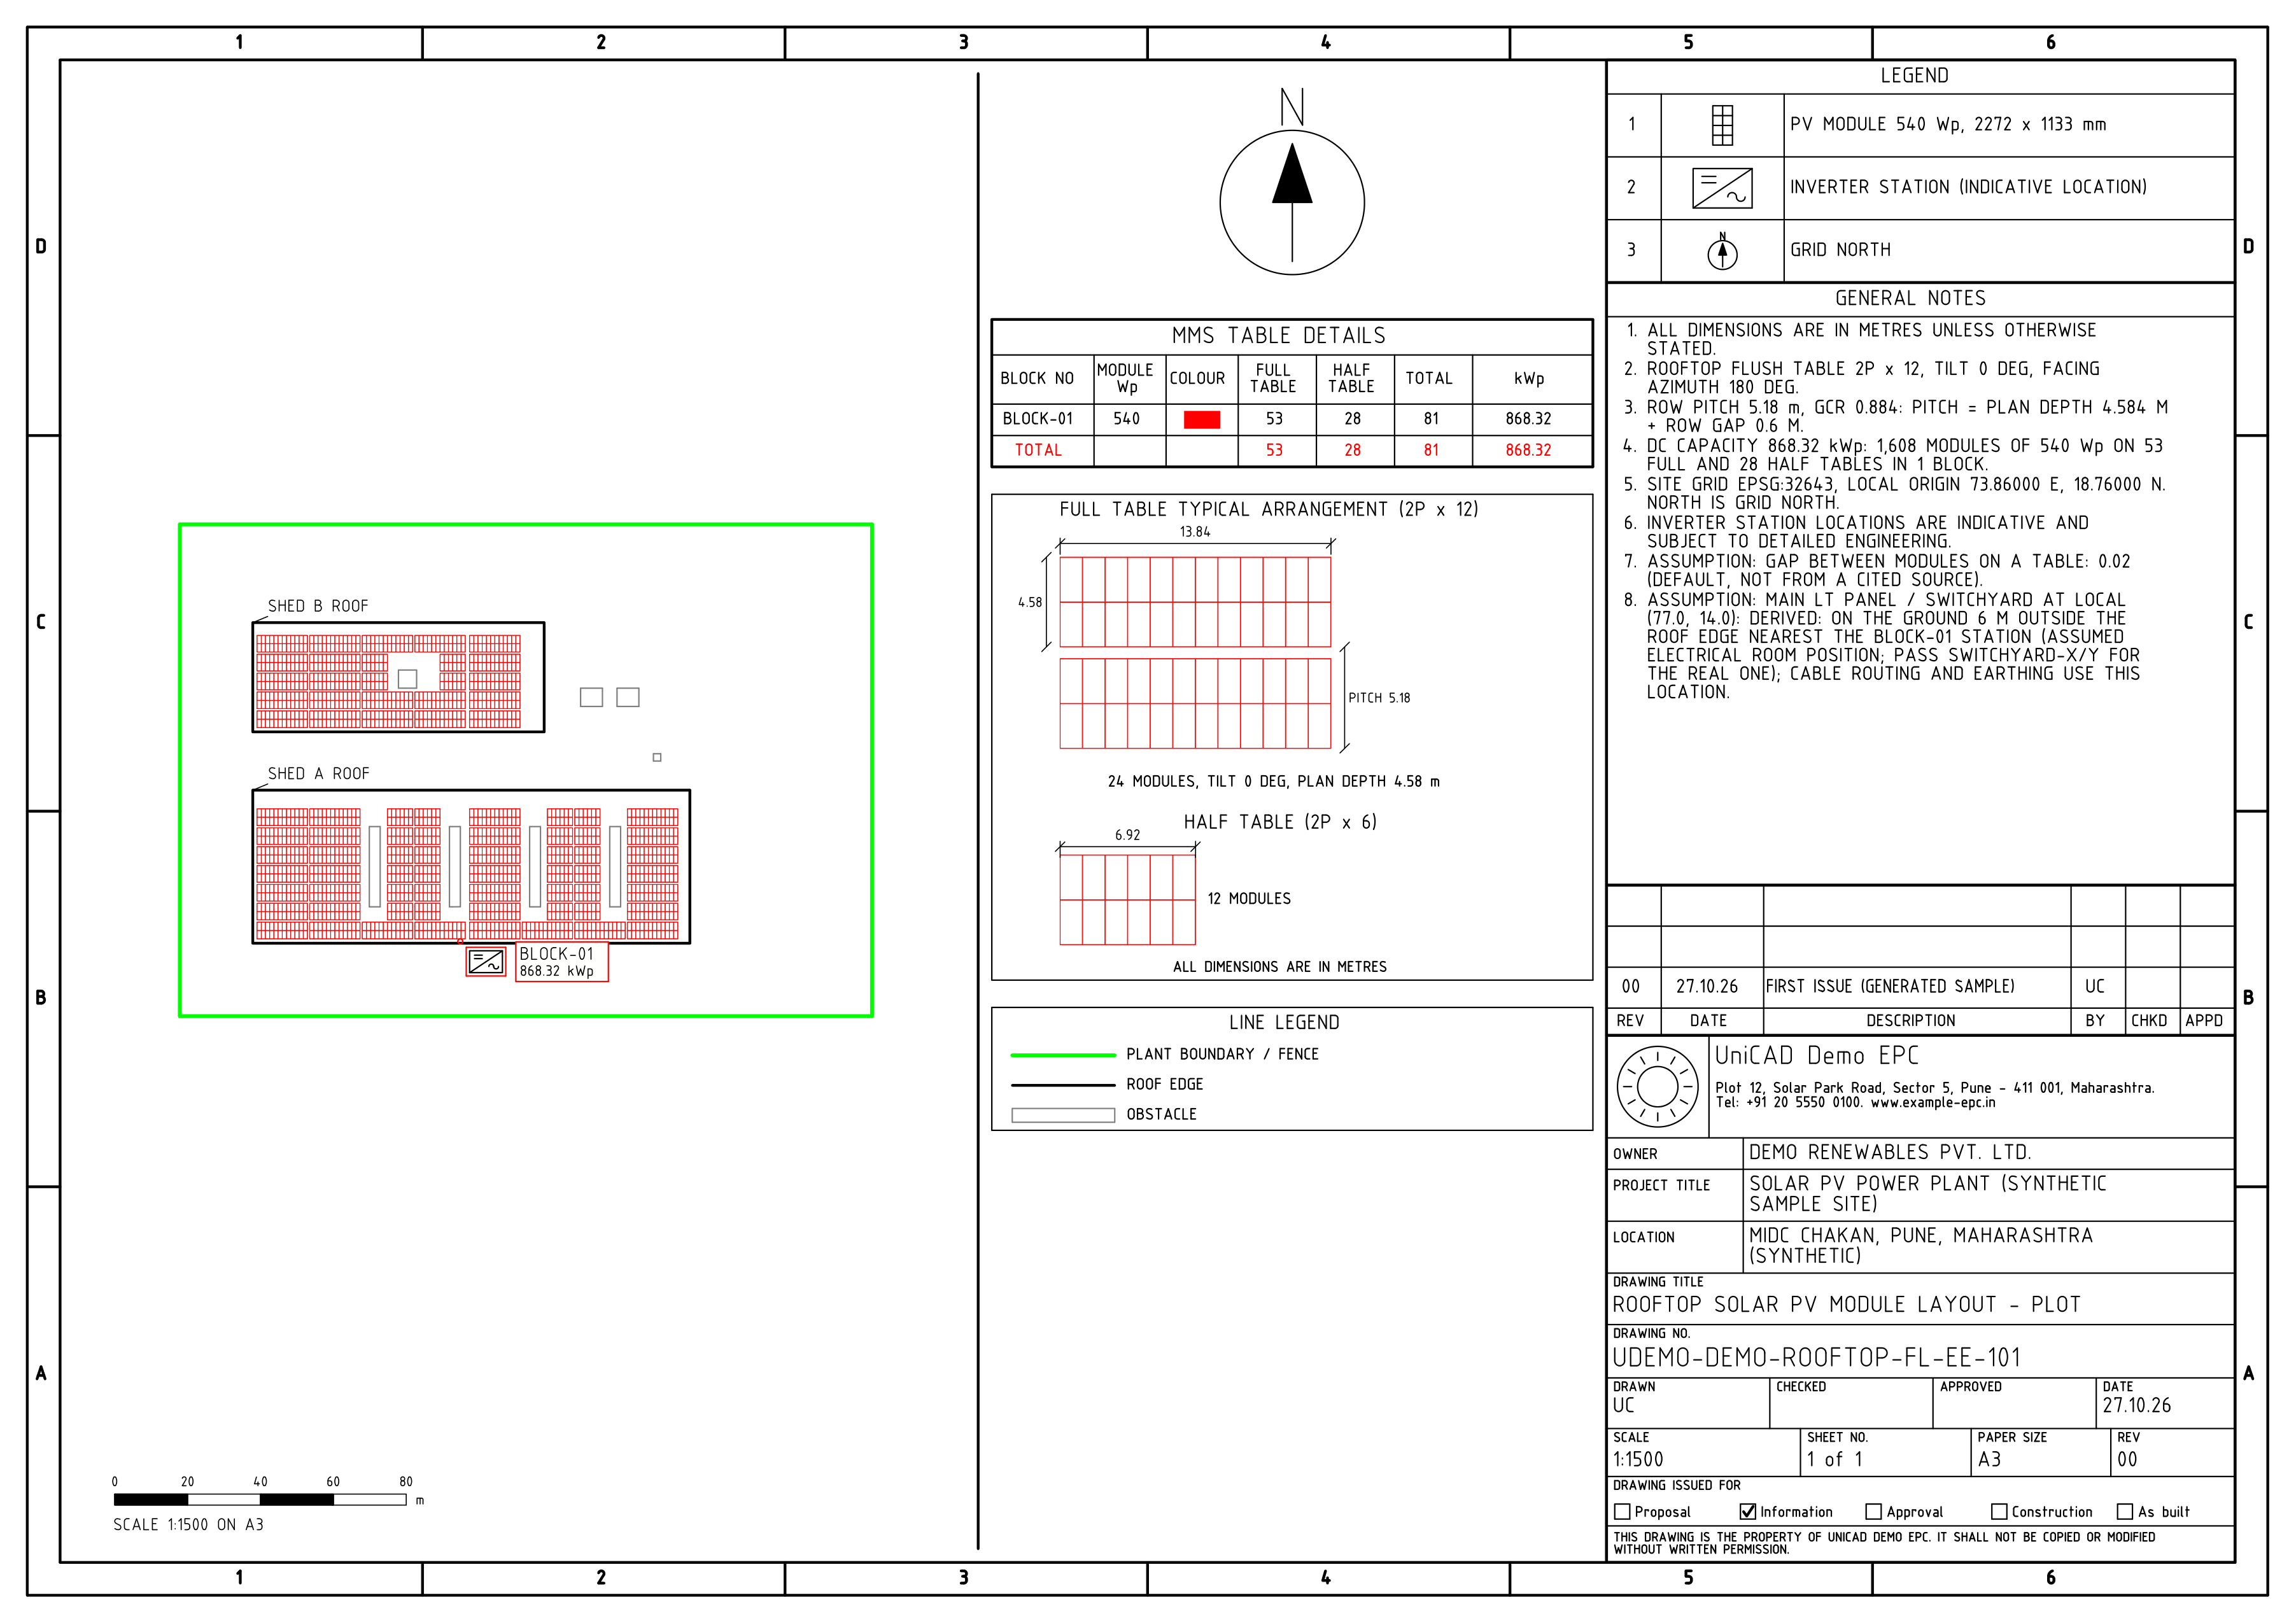 1 2 3 4 5 6
D
C
B
A
SHED B ROOF
SHED A ROOF
BLOCK-01
868.32 kWp
0 20 40 60 80
m
SCALE 1:1500 ON A3
N
MMS TABLE DETAILS
BLOCK NO MODULE Wp COLOUR FULL TABLE HALF TABLE TOTAL kWp
BLOCK-01 540 53 28 81 868.32
TOTAL 53 28 81 868.32
FULL TABLE TYPICAL ARRANGEMENT (2P x 12)
13.84
4.58
PITCH 5.18
24 MODULES, TILT 0 DEG, PLAN DEPTH 4.58 m
HALF TABLE (2P x 6)
6.92
12 MODULES
ALL DIMENSIONS ARE IN METRES
LINE LEGEND
PLANT BOUNDARY / FENCE
ROOF EDGE
OBSTACLE
LEGEND
1 PV MODULE 540 Wp, 2272 x 1133 mm
2 INVERTER STATION (INDICATIVE LOCATION)
3 N GRID NORTH
GENERAL NOTES
1. ALL DIMENSIONS ARE IN METRES UNLESS OTHERWISE
STATED.
2. ROOFTOP FLUSH TABLE 2P x 12, TILT 0 DEG, FACING
AZIMUTH 180 DEG.
3. ROW PITCH 5.18 m, GCR 0.884: PITCH = PLAN DEPTH 4.584 M
+ ROW GAP 0.6 M.
4. DC CAPACITY 868.32 kWp: 1,608 MODULES OF 540 Wp ON 53
FULL AND 28 HALF TABLES IN 1 BLOCK.
5. SITE GRID EPSG:32643, LOCAL ORIGIN 73.86000 E, 18.76000 N.
NORTH IS GRID NORTH.
6. INVERTER STATION LOCATIONS ARE INDICATIVE AND
SUBJECT TO DETAILED ENGINEERING.
7. ASSUMPTION: GAP BETWEEN MODULES ON A TABLE: 0.02
(DEFAULT, NOT FROM A CITED SOURCE).
8. ASSUMPTION: MAIN LT PANEL / SWITCHYARD AT LOCAL
(77.0, 14.0): DERIVED: ON THE GROUND 6 M OUTSIDE THE
ROOF EDGE NEAREST THE BLOCK-01 STATION (ASSUMED
ELECTRICAL ROOM POSITION; PASS SWITCHYARD-X/Y FOR
THE REAL ONE); CABLE ROUTING AND EARTHING USE THIS
LOCATION.
00 27.10.26 FIRST ISSUE (GENERATED SAMPLE) UC
REV DATE DESCRIPTION BY CHKD APPD
UniCAD Demo EPC
Plot 12, Solar Park Road, Sector 5, Pune - 411 001, Maharashtra.
Tel: +91 20 5550 0100. www.example-epc.in
OWNER DEMO RENEWABLES PVT. LTD.
PROJECT TITLE SOLAR PV POWER PLANT (SYNTHETIC
SAMPLE SITE)
LOCATION MIDC CHAKAN, PUNE, MAHARASHTRA
(SYNTHETIC)
DRAWING TITLE
ROOFTOP SOLAR PV MODULE LAYOUT - PLOT
DRAWING NO.
UDEMO-DEMO-ROOFTOP-FL-EE-101
DRAWN CHECKED APPROVED DATE
UC 27.10.26
SCALE SHEET NO. PAPER SIZE REV
1:1500 1 of 1 A3 00
DRAWING ISSUED FOR
Proposal Information Approval Construction As built
THIS DRAWING IS THE PROPERTY OF UNICAD DEMO EPC. IT SHALL NOT BE COPIED OR MODIFIED
WITHOUT WRITTEN PERMISSION.
D
C
B
A
1 2 3 4 5 6